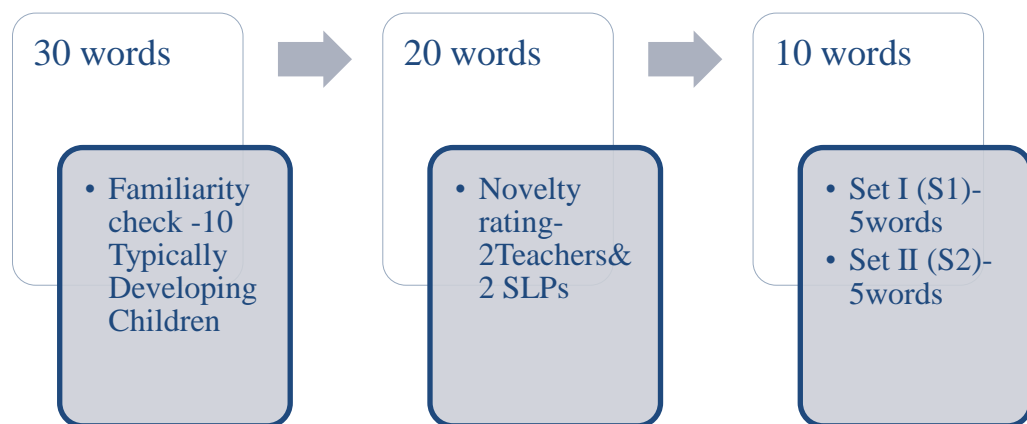 30 words
• Familiarity
check -10
Typically
Developing
Children
20 words
• Novelty
rating-
2Teachers&
2 SLPs
10 words
• Set I (S1)-
5words
• Set II (S2)-
5words